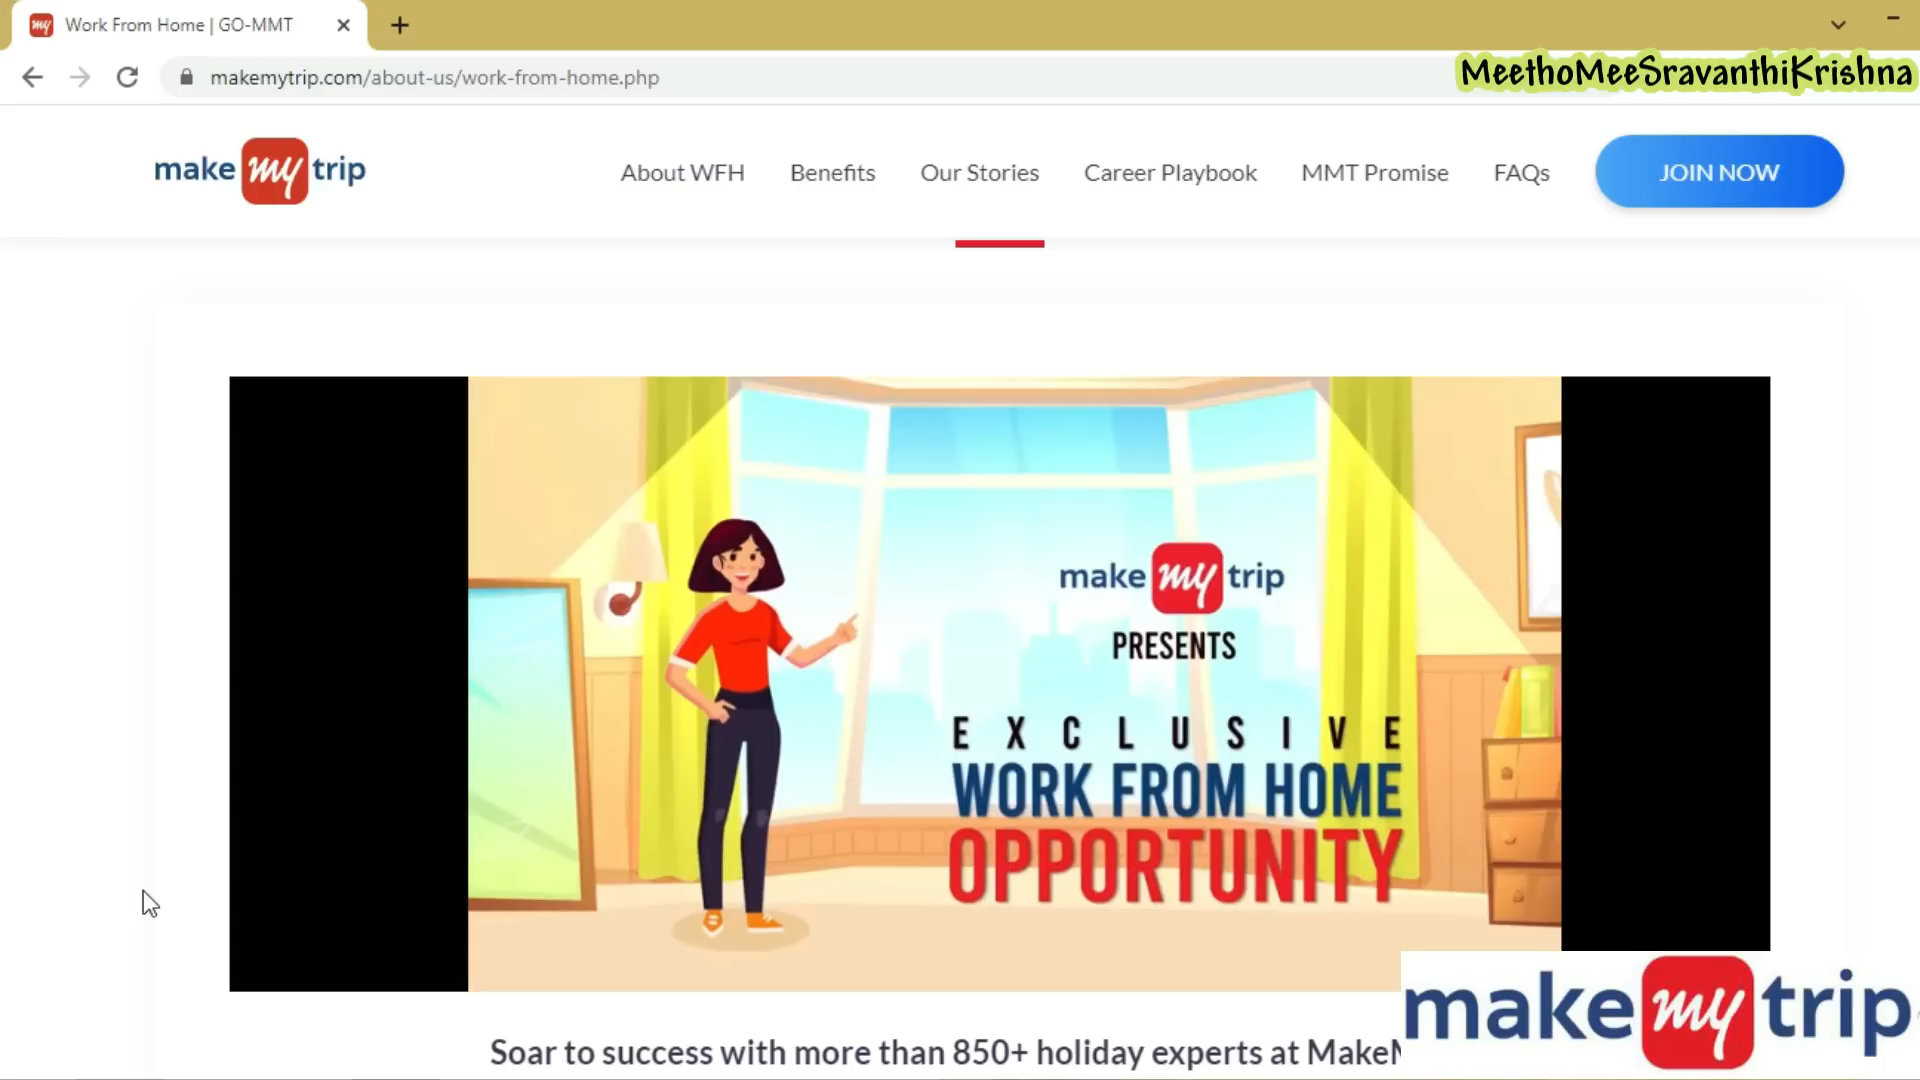 my Work From Home | GO-MMT
makemytrip.com/about-us/work-from-home.php
MeethoMeeSravanthiKrishna
make my trip
About WFH
Benefits
Our Stories
Career Playbook
MMT Promise
FAQs
JOIN NOW
make my trip
PRESENTS
EXCLUSIVE
WORK FROM HOME
OPPORTUNITY
Soar to success with more than 850+ holiday experts at Make
make my trip